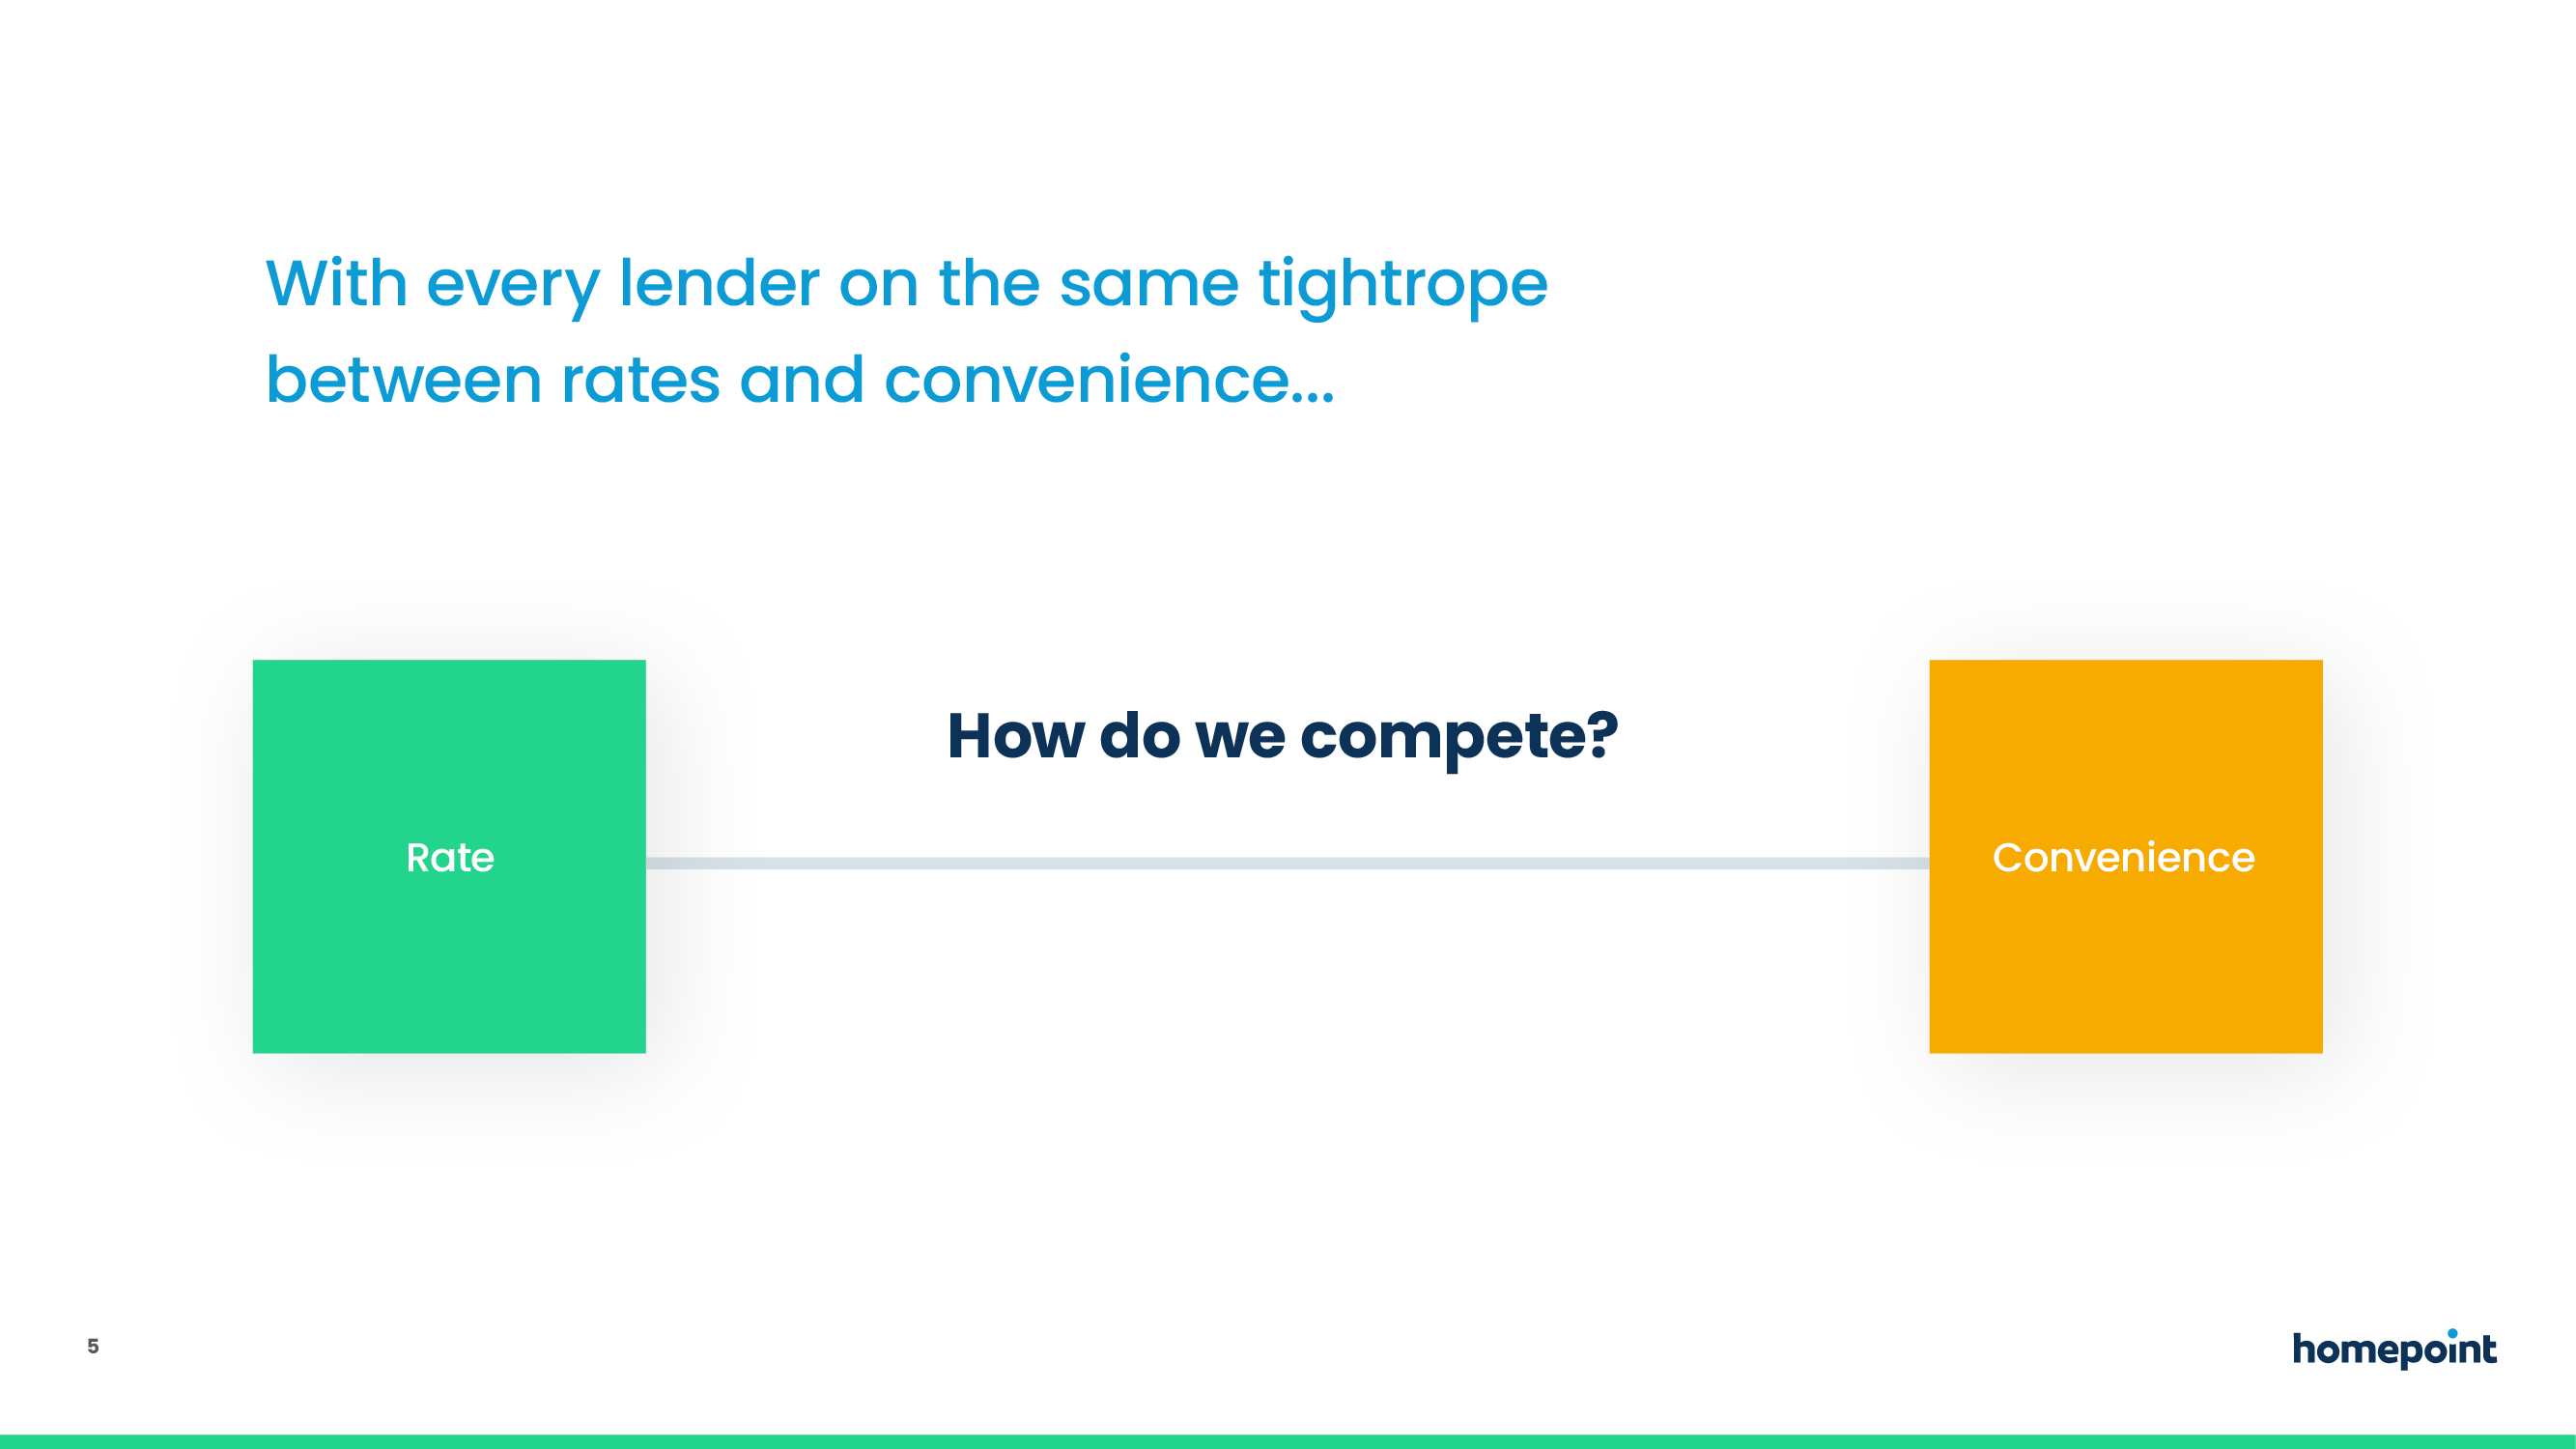 With every lender on the same tightrope
between rates and convenience...
How do we compete?
Rate
Convenience
5
homepoint